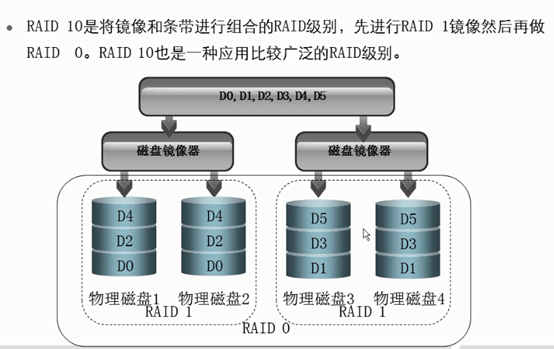 • RAID 10是将镜像和条带进行组合的RAID级别，先进行RAID 1镜像然后再做
RAID 0。RAID 10也是一种应用比较广泛的RAID级别。
D0, D1, D2, D3, D4, D5
磁盘镜像器 磁盘镜像器
D4 D4 D5 D5
D2 D2 D3 D3
D0 D0 D1 D1
物理磁盘1 物理磁盘2 物理磁盘3 物理磁盘4
RAID 1 RAID 1
RAID 0